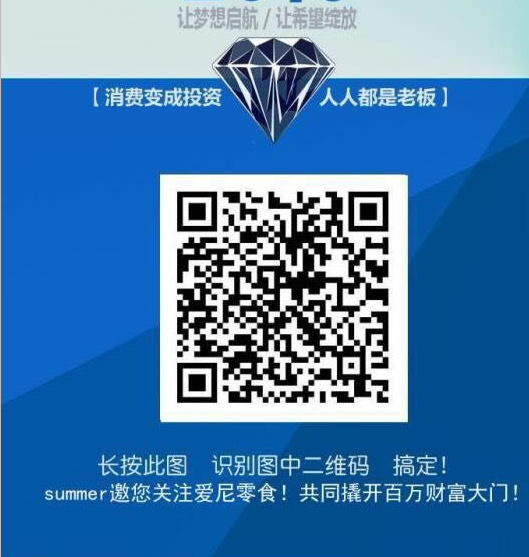 让梦想启航 / 让希望绽放
【 消费变成投资 人人都是老板 】
长按此图 识别图中二维码 搞定!
summer邀您关注爱尼零食! 共同撬开百万财富大门!